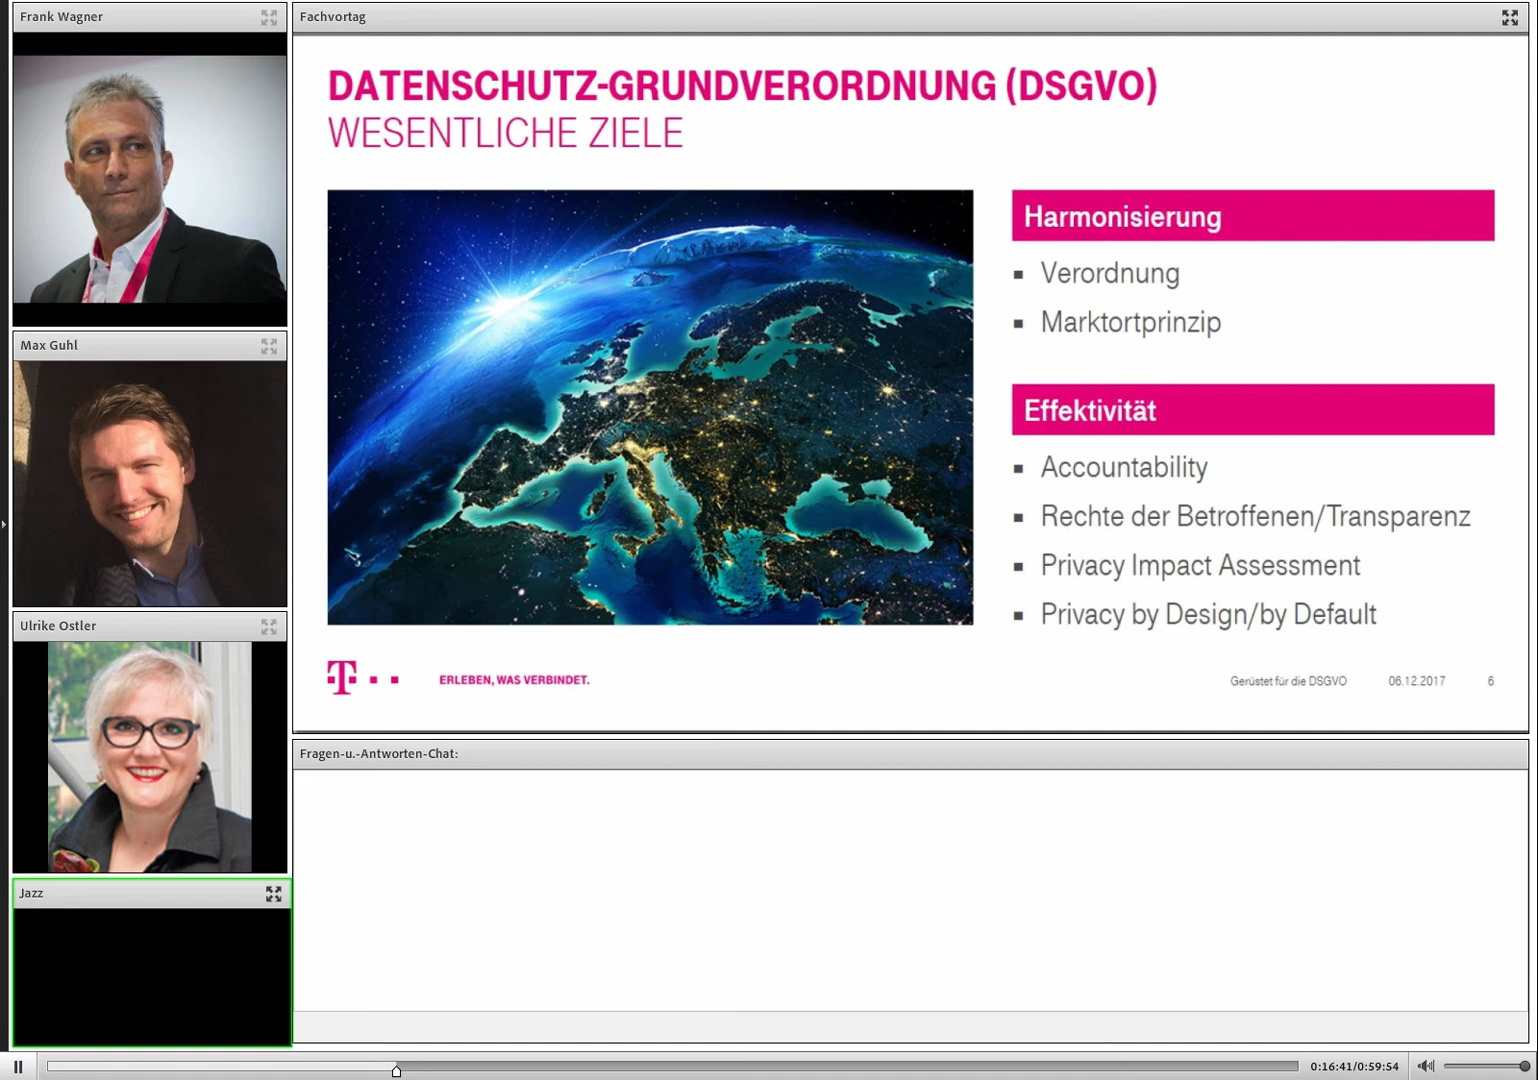 Frank Wagner
Fachvortag
DATENSCHUTZ-GRUNDVERORDNUNG (DSGVO)
WESENTLICHE ZIELE
Harmonisierung
▪ Verordnung
▪ Marktortprinzip
Effektivität
▪ Accountability
▪ Rechte der Betroffenen/Transparenz
▪ Privacy Impact Assessment
▪ Privacy by Design/by Default
T ERLEBEN, WAS VERBINDET.
Gerüstet für die DSGVO 06.12.2017 6
Max Guhl
Ulrike Ostler
Jazz
Fragen-u.-Antworten-Chat:
0:16:41/0:59:54